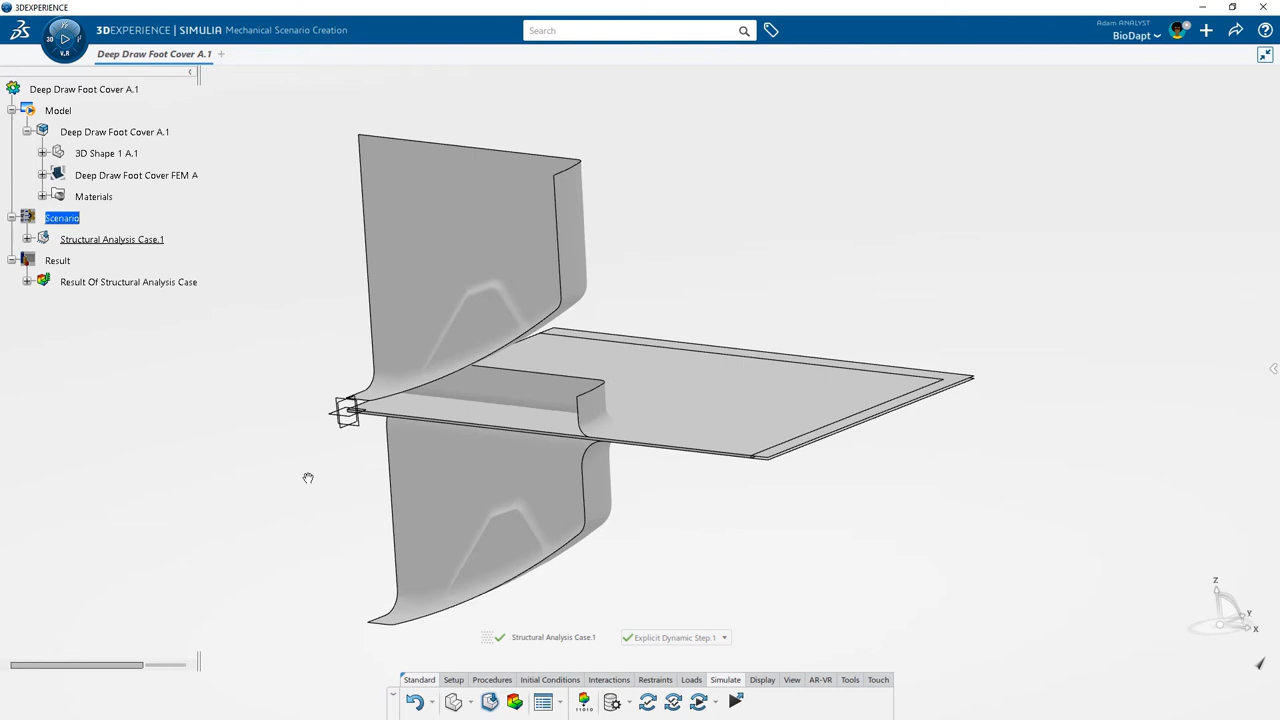 3DEXPERIENCE
3DEXPERIENCE | SIMULIA Mechanical Scenario Creation
Search
Adam ANALYST
BioDapt
3D
V.R
Deep Draw Foot Cover A.1
Deep Draw Foot Cover A.1
Model
Deep Draw Foot Cover A.1
3D Shape 1 A.1
Deep Draw Foot Cover FEM A
Materials
Scenario
Structural Analysis Case.1
Result
Result Of Structural Analysis Case
Z
Y
X
Structural Analysis Case.1
Explicit Dynamic Step.1
Standard Setup Procedures Initial Conditions Interactions Restraints Loads Simulate Display View AR-VR Tools Touch
11010